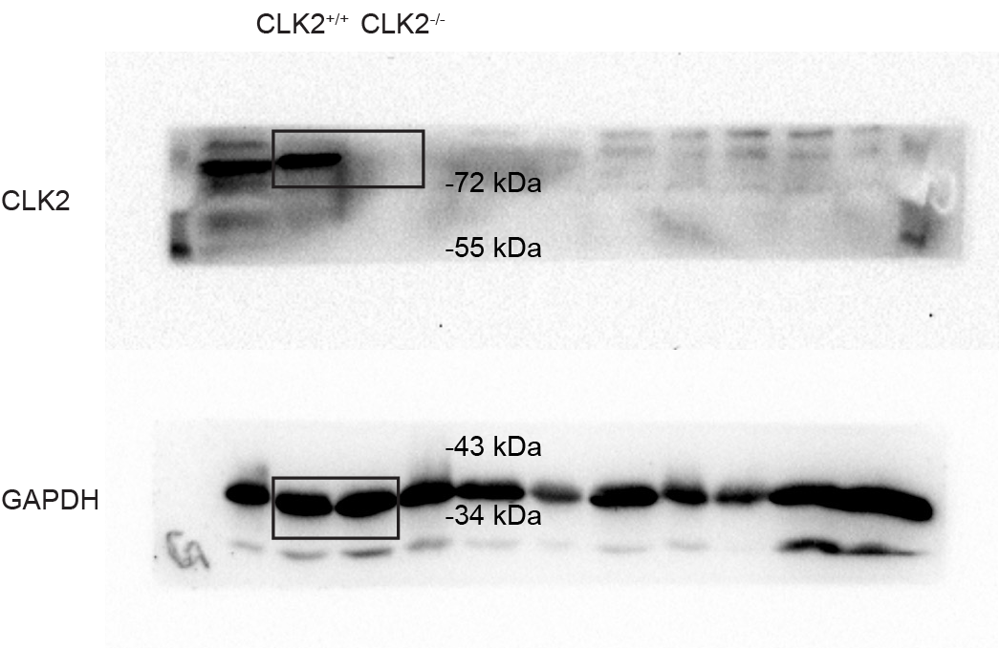 CLK2+/+ CLK2-/-
CLK2
-72 kDa
-55 kDa
-43 kDa
GAPDH
-34 kDa